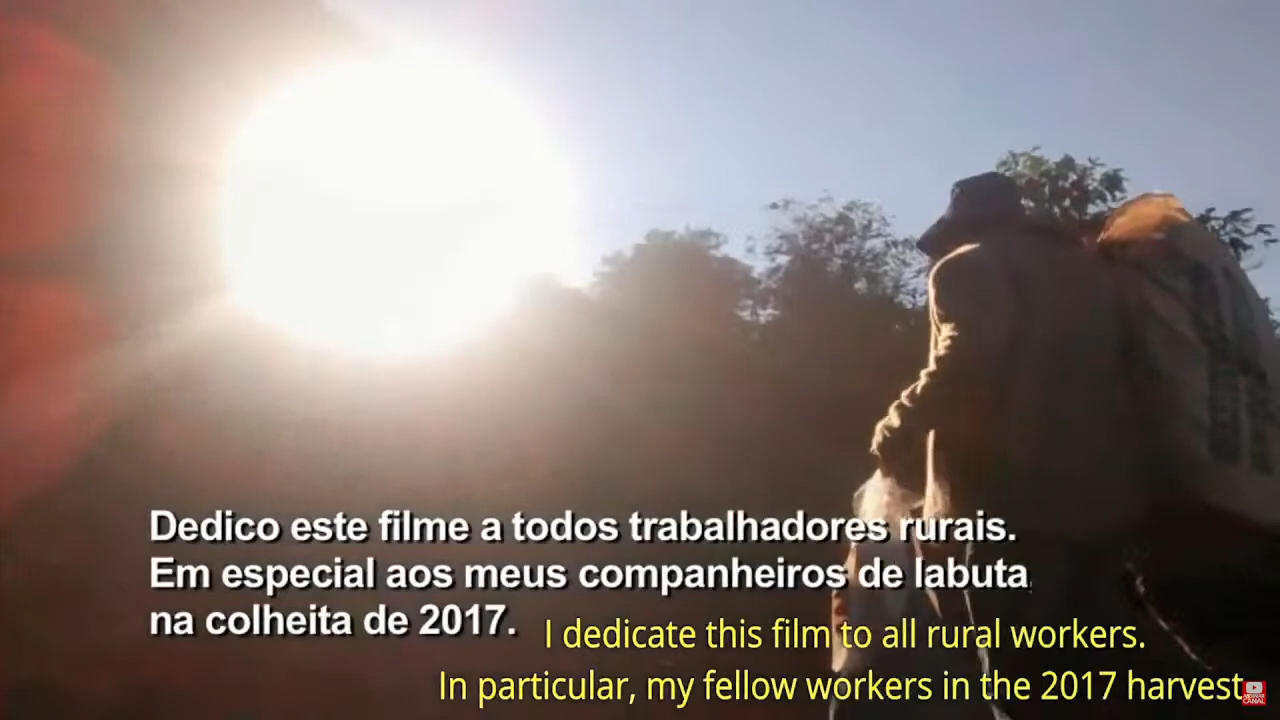 Dedico este filme a todos trabalhadores rurais.
Em especial aos meus companheiros de labuta
na colheita de 2017.
I dedicate this film to all rural workers.
In particular, my fellow workers in the 2017 harvest.